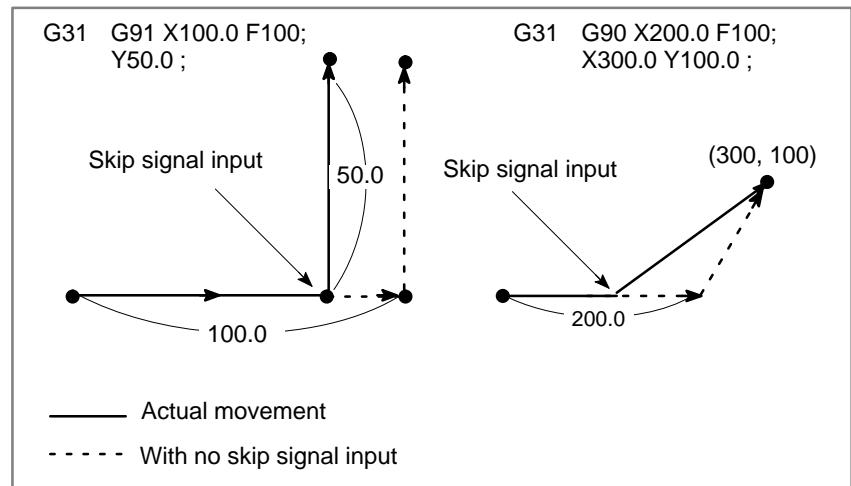 G31 G91 X100.0 F100;
Y50.0 ;
G31 G90 X200.0 F100;
X300.0 Y100.0 ;
Skip signal input
50.0
100.0
Skip signal input
(300, 100)
200.0
Actual movement
With no skip signal input